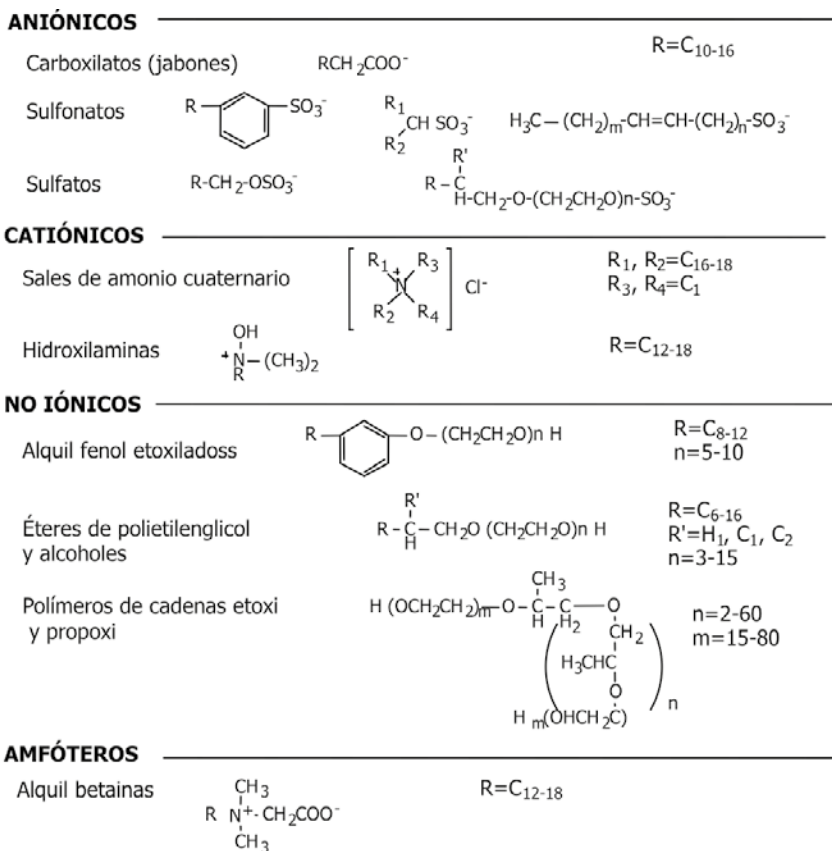 ANIÓNICOS
Carboxilatos (jabones) RCH2COO- R=C10-16
Sulfonatos R SO3- R1 R2 CH SO3- H3C–(CH2)m-CH=CH-(CH2)n-SO3-
Sulfatos R-CH2-OSO3- R' R–C H-CH2-O-(CH2CH2O)n-SO3-
CATIÓNICOS
Sales de amonio cuaternario R1 + R3 N R2 R4 Cl- R1, R2=C16-18
R3, R4=C1
Hidroxilaminas OH +N–(CH3)2 R R=C12-18
NO IÓNICOS
Alquil fenol etoxiladoss R O–(CH2CH2O)n H R=C8-12
n=5-10
Éteres de polietilenglicol
y alcoholes R' R-C–CH2O (CH2CH2O)n H H R=C6-16
R'=H1, C1, C2
n=3-15
Polímeros de cadenas etoxi
y propoxi CH3
H (OCH2CH2)m–O–C–C–O n=2-60
H H2 CH2 m=15-80
H3CHC
O
H m(OHCH2C) n
AMFÓTEROS
Alquil betainas CH3 R=C12-18
R N+-CH2COO-
CH3